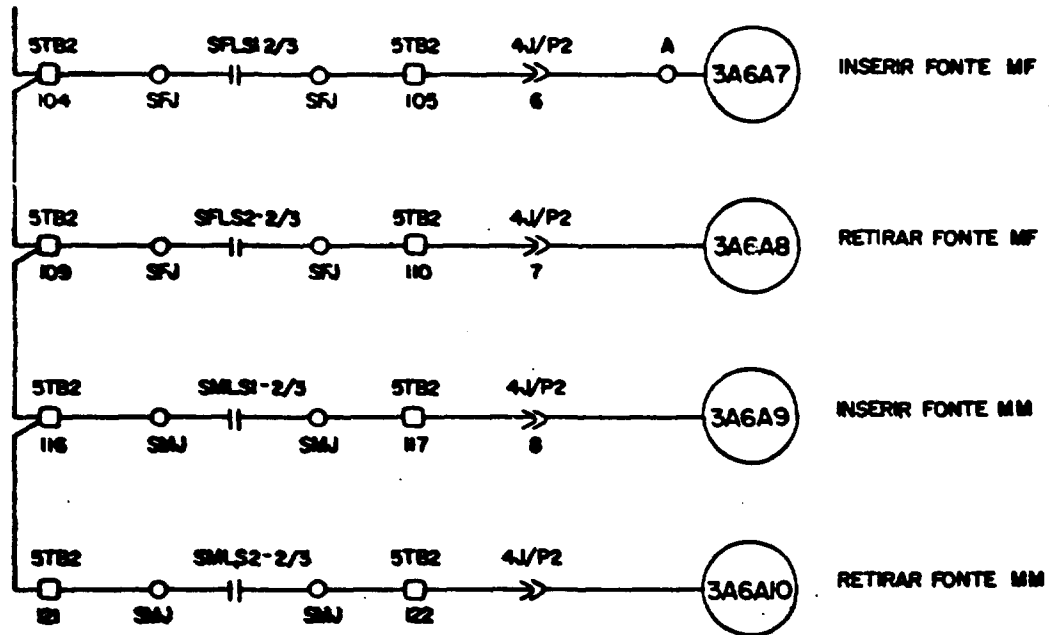 5TB2 SFLS1 2/3 5TB2 4J/P2 A
3A6A7 INSERIR FONTE MF
104 SFJ SFJ 105 6
5TB2 SFLS2-2/3 5TB2 4J/P2
3A6A8 RETIRAR FONTE MF
109 SFJ SFJ 110 7
5TB2 SMLS1-2/3 5TB2 4J/P2
3A6A9 INSERIR FONTE MM
116 SMJ SMJ 117 8
5TB2 SMLS2-2/3 5TB2 4J/P2
3A6A10 RETIRAR FONTE MM
121 SMJ SMJ 122